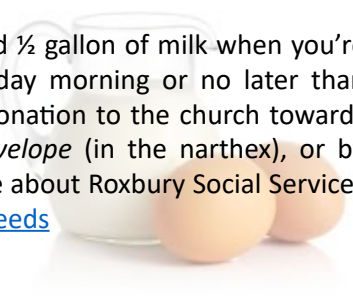 ½ gallon of milk when you're
day morning or no later than
onation to the church toward
velope (in the narthex), or b
e about Roxbury Social Service
eeds